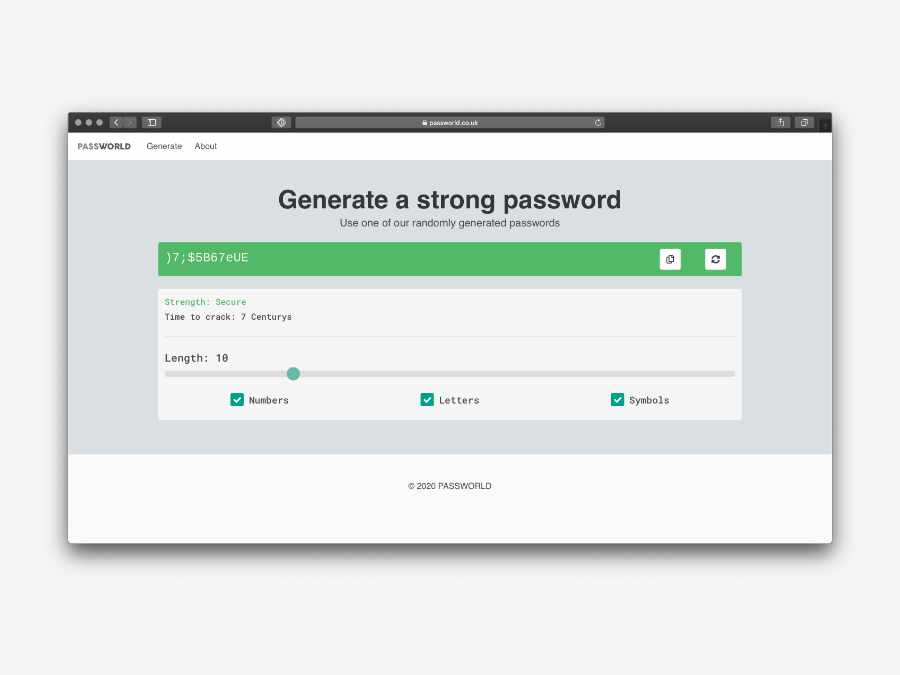 passworld.co.uk
PASSWORLD Generate About
Generate a strong password
Use one of our randomly generated passwords
)7;$5B67eUE
Strength: Secure
Time to crack: 7 Centurys
Length: 10
Numbers Letters Symbols
© 2020 PASSWORLD